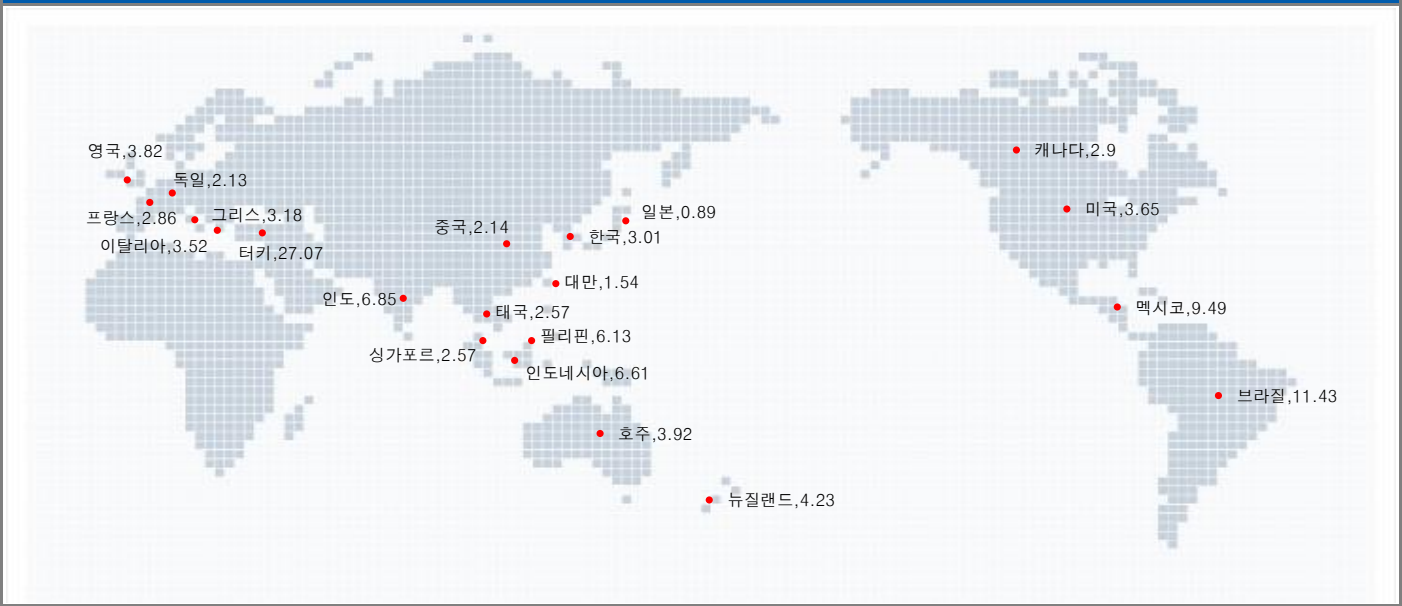 영국,3.82
캐나다,2.9
독일,2.13
미국,3.65
일본,0.89
프랑스,2.86
그리스,3.18
중국,2.14
한국,3.01
이탈리아,3.52
터키,27.07
대만,1.54
인도,6.85
멕시코,9.49
태국,2.57
필리핀,6.13
싱가포르,2.57
인도네시아,6.61
브라질,11.43
호주,3.92
뉴질랜드,4.23